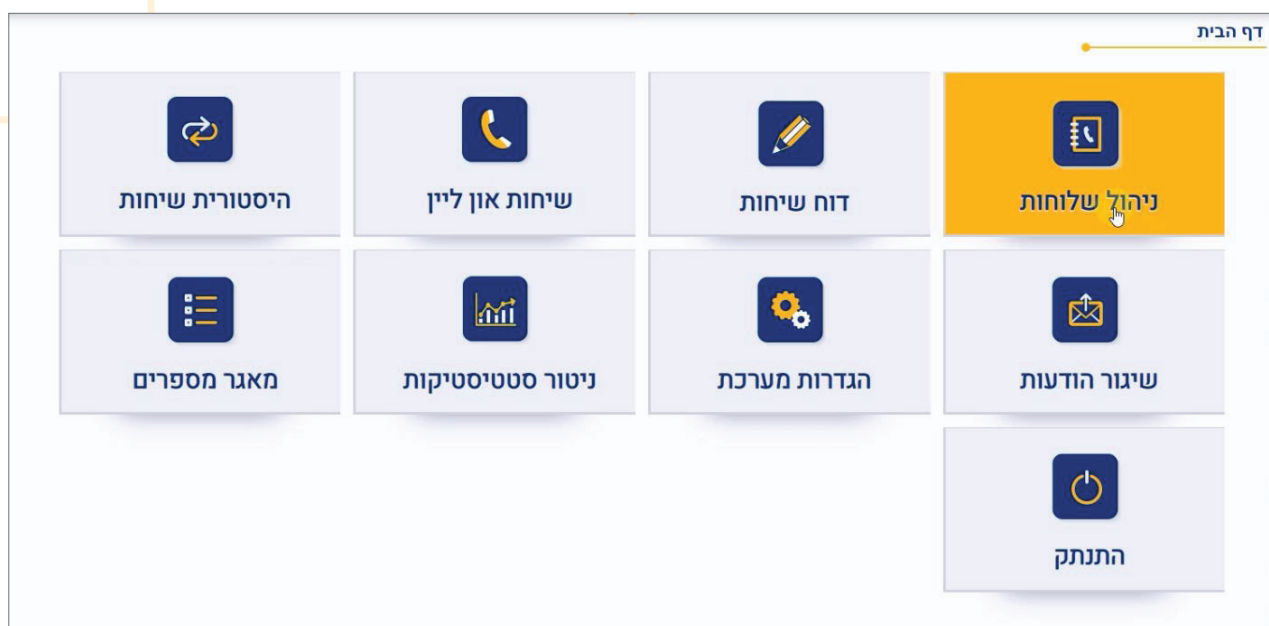 דף הבית
ניהול שלוחות
דוח שיחות
שיחות און ליין
היסטורית שיחות
שיגור הודעות
הגדרות מערכת
ניטור סטטיסטיקות
מאגר מספרים
התנתק